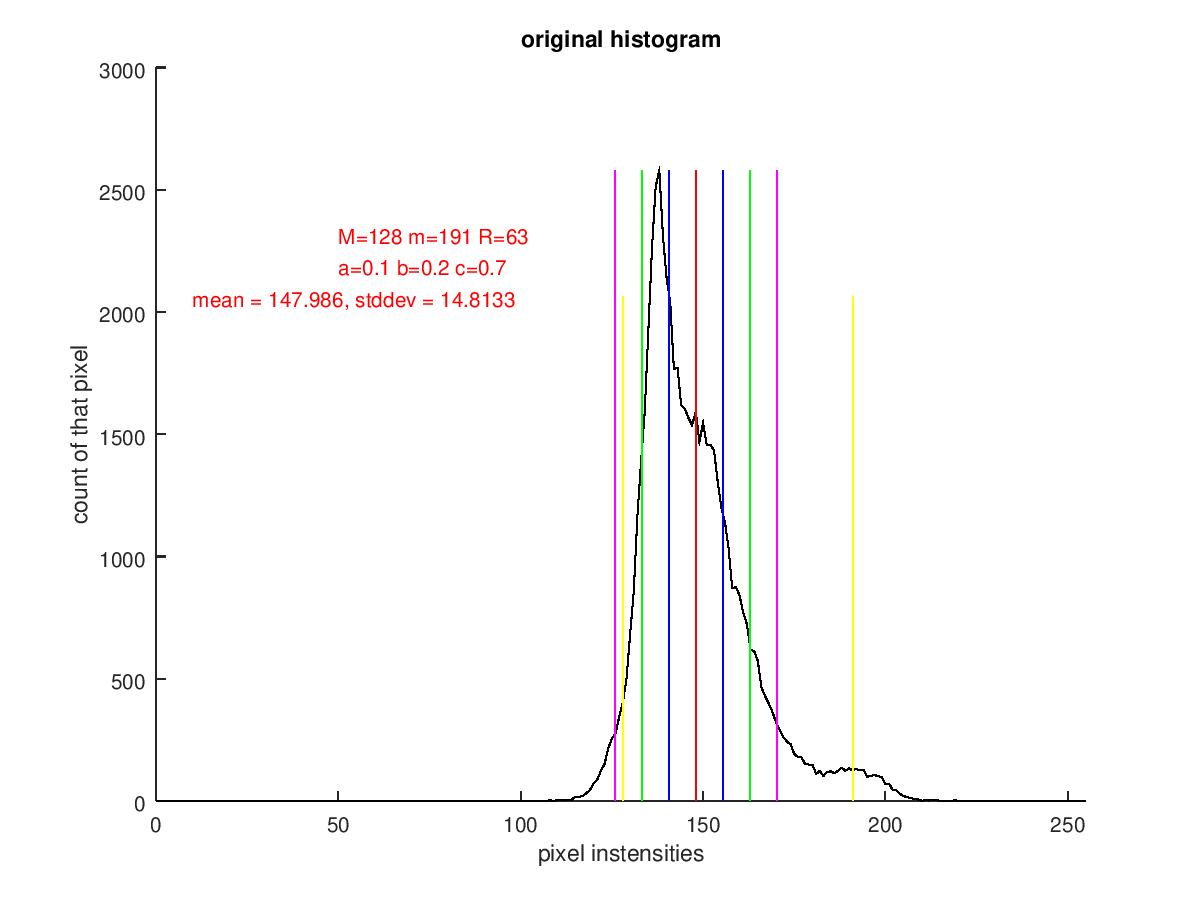 original histogram
3000
2500
2000
1500
1000
500
0
count of that pixel
M=128 m=191 R=63
a=0.1 b=0.2 c=0.7
mean = 147.986, stddev = 14.8133
0 50 100 150 200 250
pixel instensities